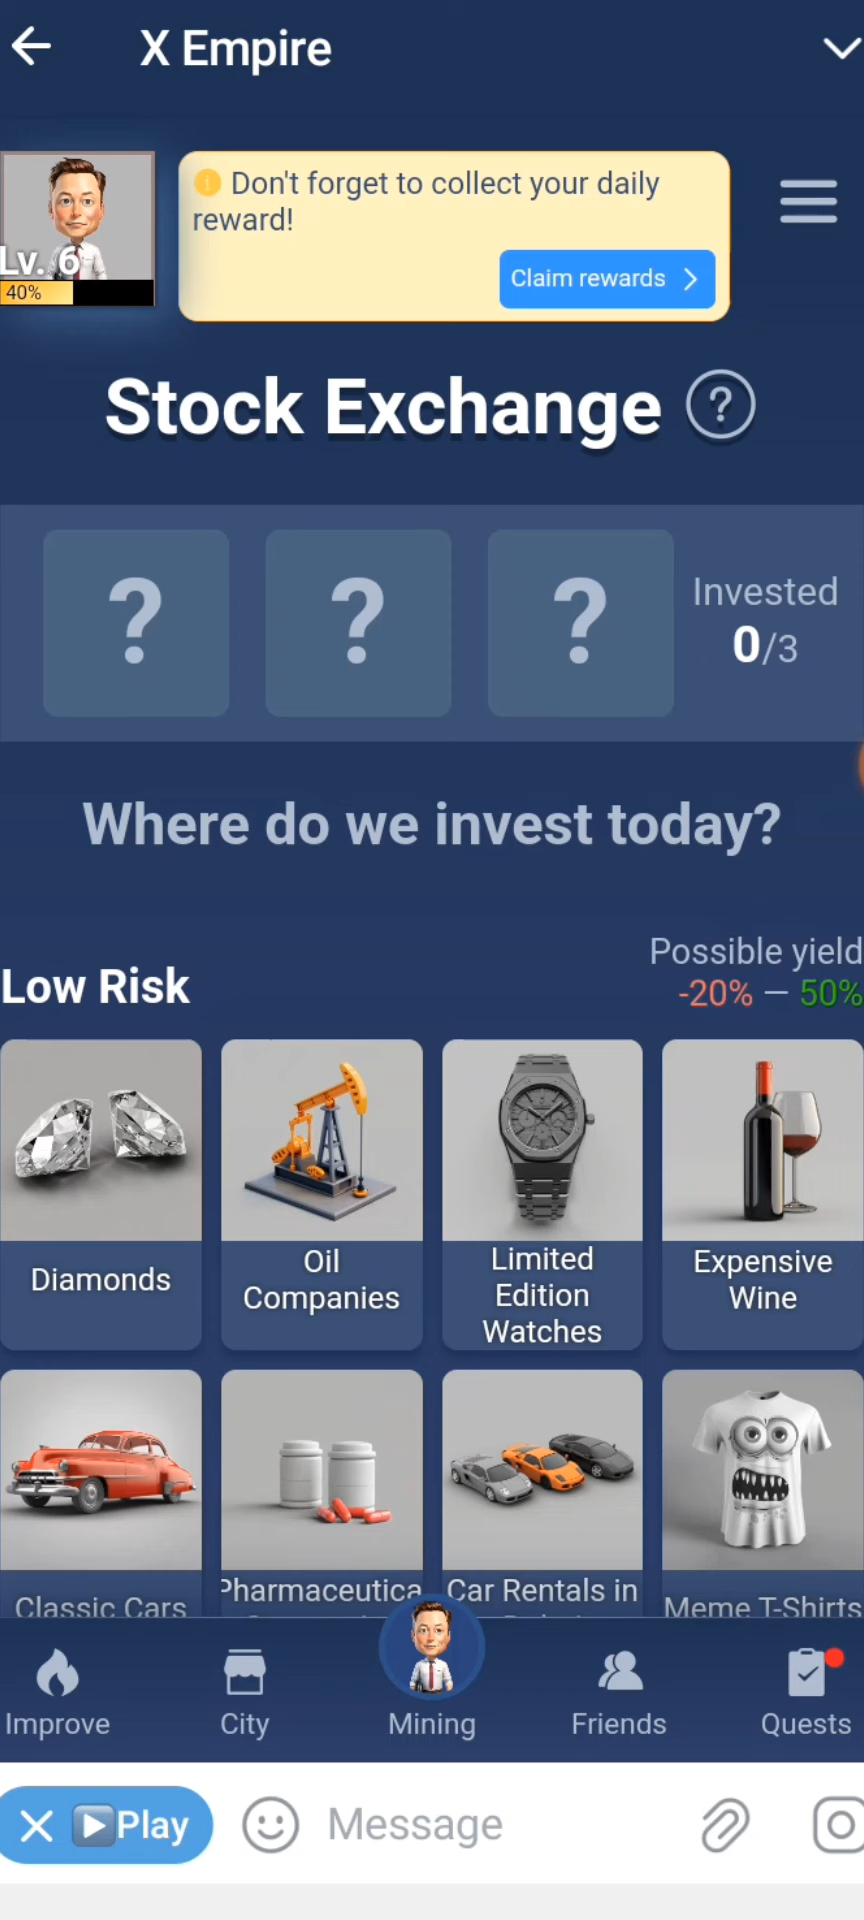 X Empire
Don't forget to collect your daily
reward!
Lv. 6
40%
Claim rewards
Stock Exchange ?
? ? ?
Invested
0/3
Where do we invest today?
Possible yield
Low Risk
-20% — 50%
Diamonds
Oil
Companies
Limited
Edition
Watches
Expensive
Wine
Classic Cars
Pharmaceutica
Car Rentals in
Meme T-Shirts
Improve
City
Mining
Friends
Quests
Play
Message